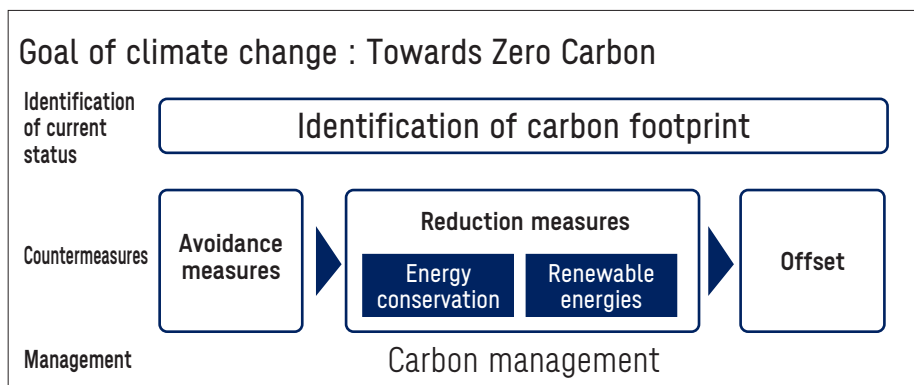 Goal of climate change : Towards Zero Carbon
Identification
of current
status
Identification of carbon footprint
Countermeasures
Avoidance
measures
Reduction measures
Energy
conservation
Renewable
energies
Offset
Management
Carbon management